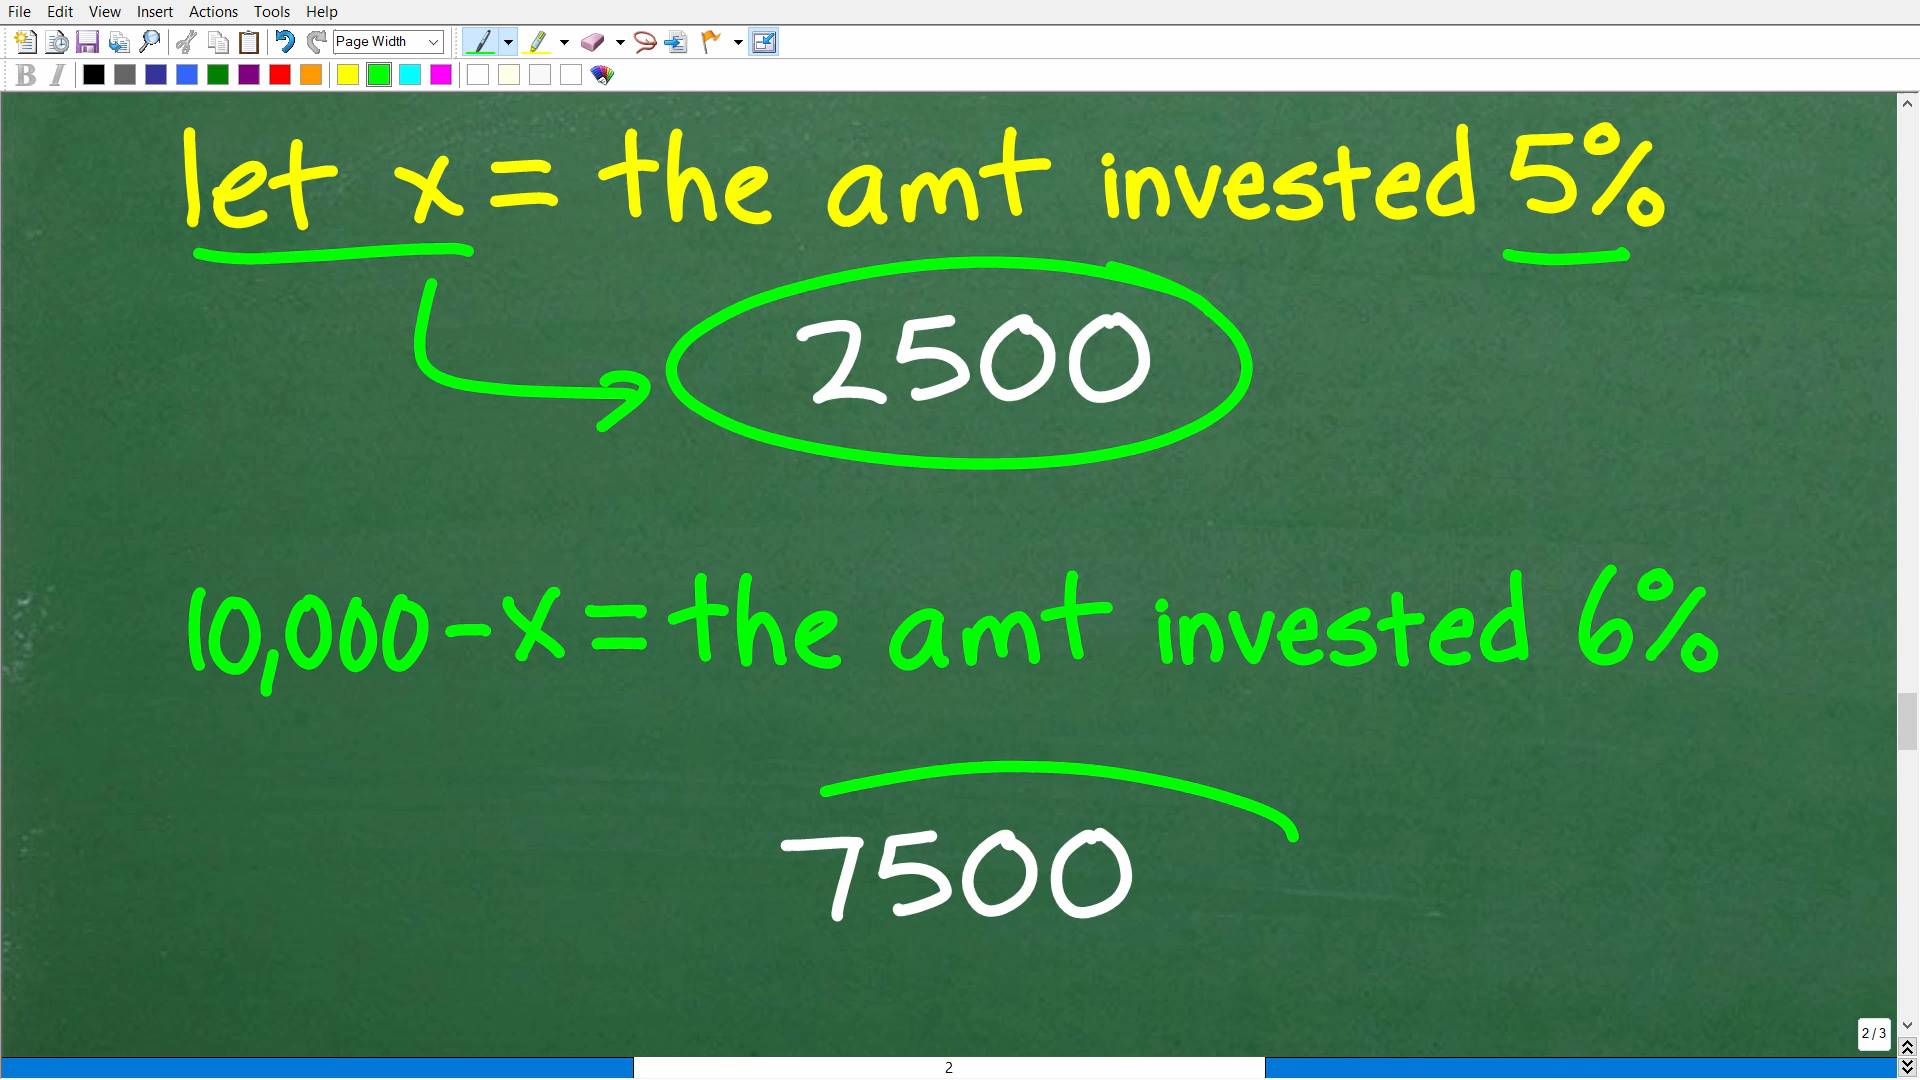 File Edit View Insert Actions Tools Help
Page Width
B I
let x = the amt invested 5%
2500
10,000 - x = the amt invested 6%
7500
2 / 3
2